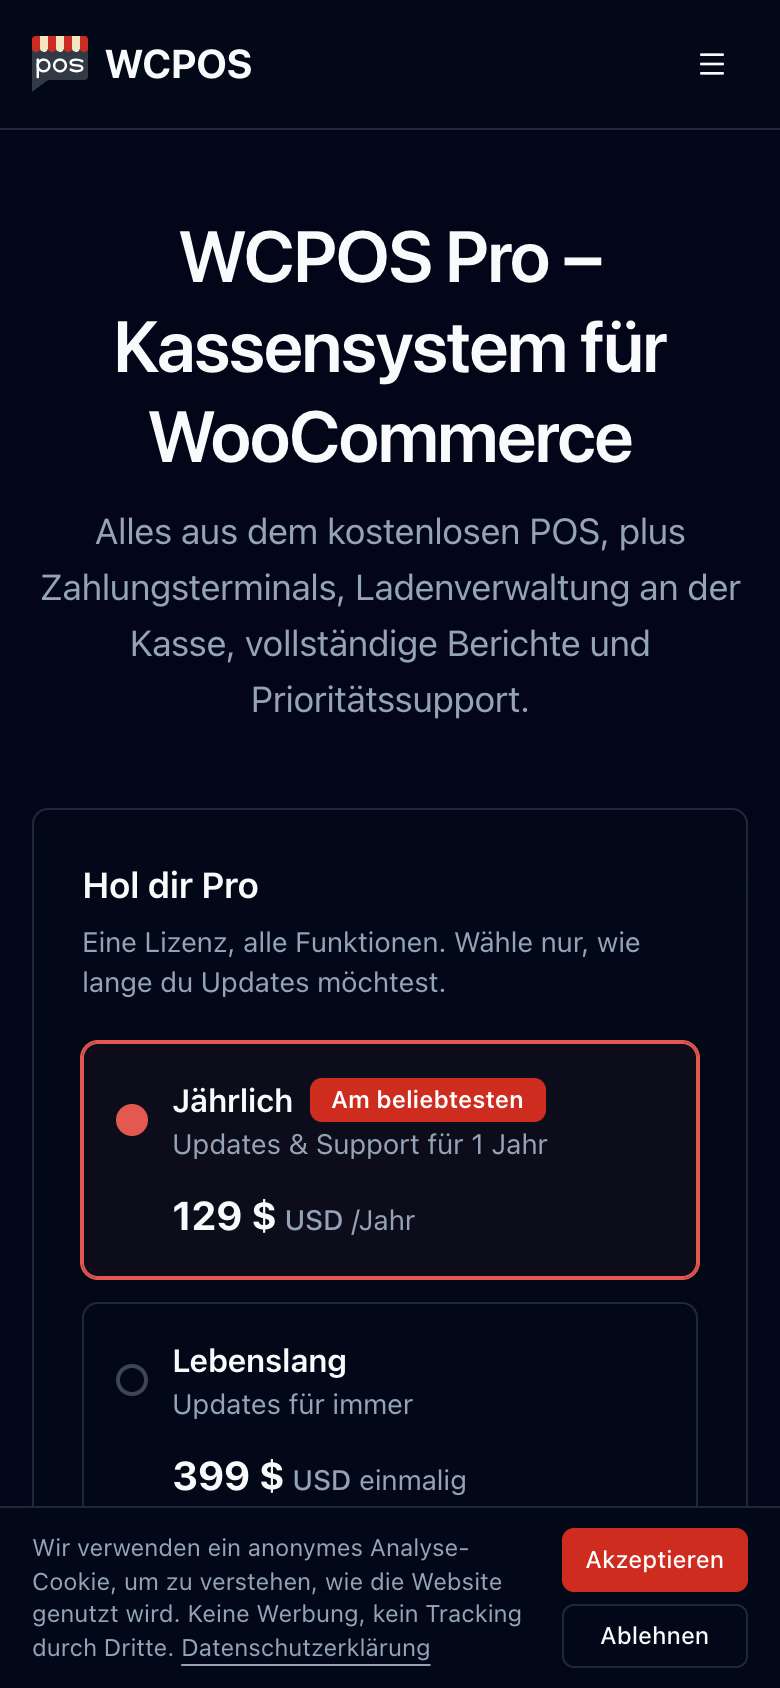 pos WCPOS
WCPOS Pro –
Kassensystem für
WooCommerce
Alles aus dem kostenlosen POS, plus
Zahlungsterminals, Ladenverwaltung an der
Kasse, vollständige Berichte und
Prioritätssupport.
Hol dir Pro
Eine Lizenz, alle Funktionen. Wähle nur, wie
lange du Updates möchtest.
Jährlich Am beliebtesten
Updates & Support für 1 Jahr
129 $ USD /Jahr
Lebenslang
Updates für immer
399 $ USD einmalig
Wir verwenden ein anonymes Analyse-
Cookie, um zu verstehen, wie die Website
genutzt wird. Keine Werbung, kein Tracking
durch Dritte. Datenschutzerklärung
Akzeptieren
Ablehnen